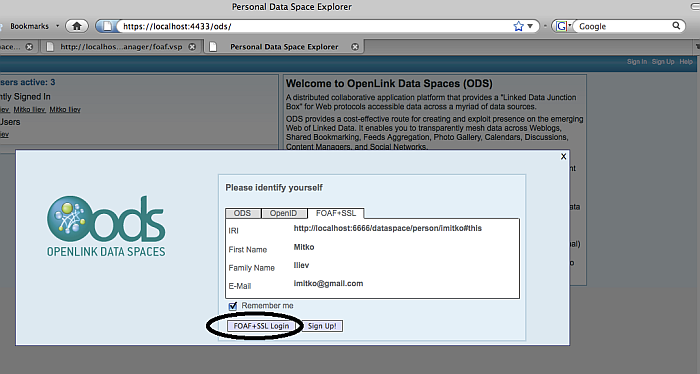 Personal Data Space Explorer
Bookmarks
https://localhost:4433/ods/
Google
pace...
http://localhos...anager/foaf.vsp
Personal Data Space Explorer
Sign In Sign Up Help
sers active: 3
ntly Signed In
Iliev Mitko Iliev Mitko Iliev
Users
liev
Welcome to OpenLink Data Spaces (ODS)
A distributed collaborative application platform that provides a "Linked Data Junction
Box" for Web protocols accessible data across a myriad of data sources.
ODS provides a cost-effective route for creating and exploit presence on the emerging
Web of Linked Data. It enables you to transparently mesh data across Weblogs,
Shared Bookmarking, Feeds Aggregation, Photo Gallery, Calendars, Discussions,
Content Managers, and Social Networks.
x
ods
OPENLINK DATA SPACES
Please identify yourself
ODS OpenID FOAF+SSL
IRI http://localhost:6666/dataspace/person/imitko#this
First Name Mitko
Family Name Iliev
E-Mail imitko@gmail.com
Remember me
FOAF+SSL Login Sign Up!